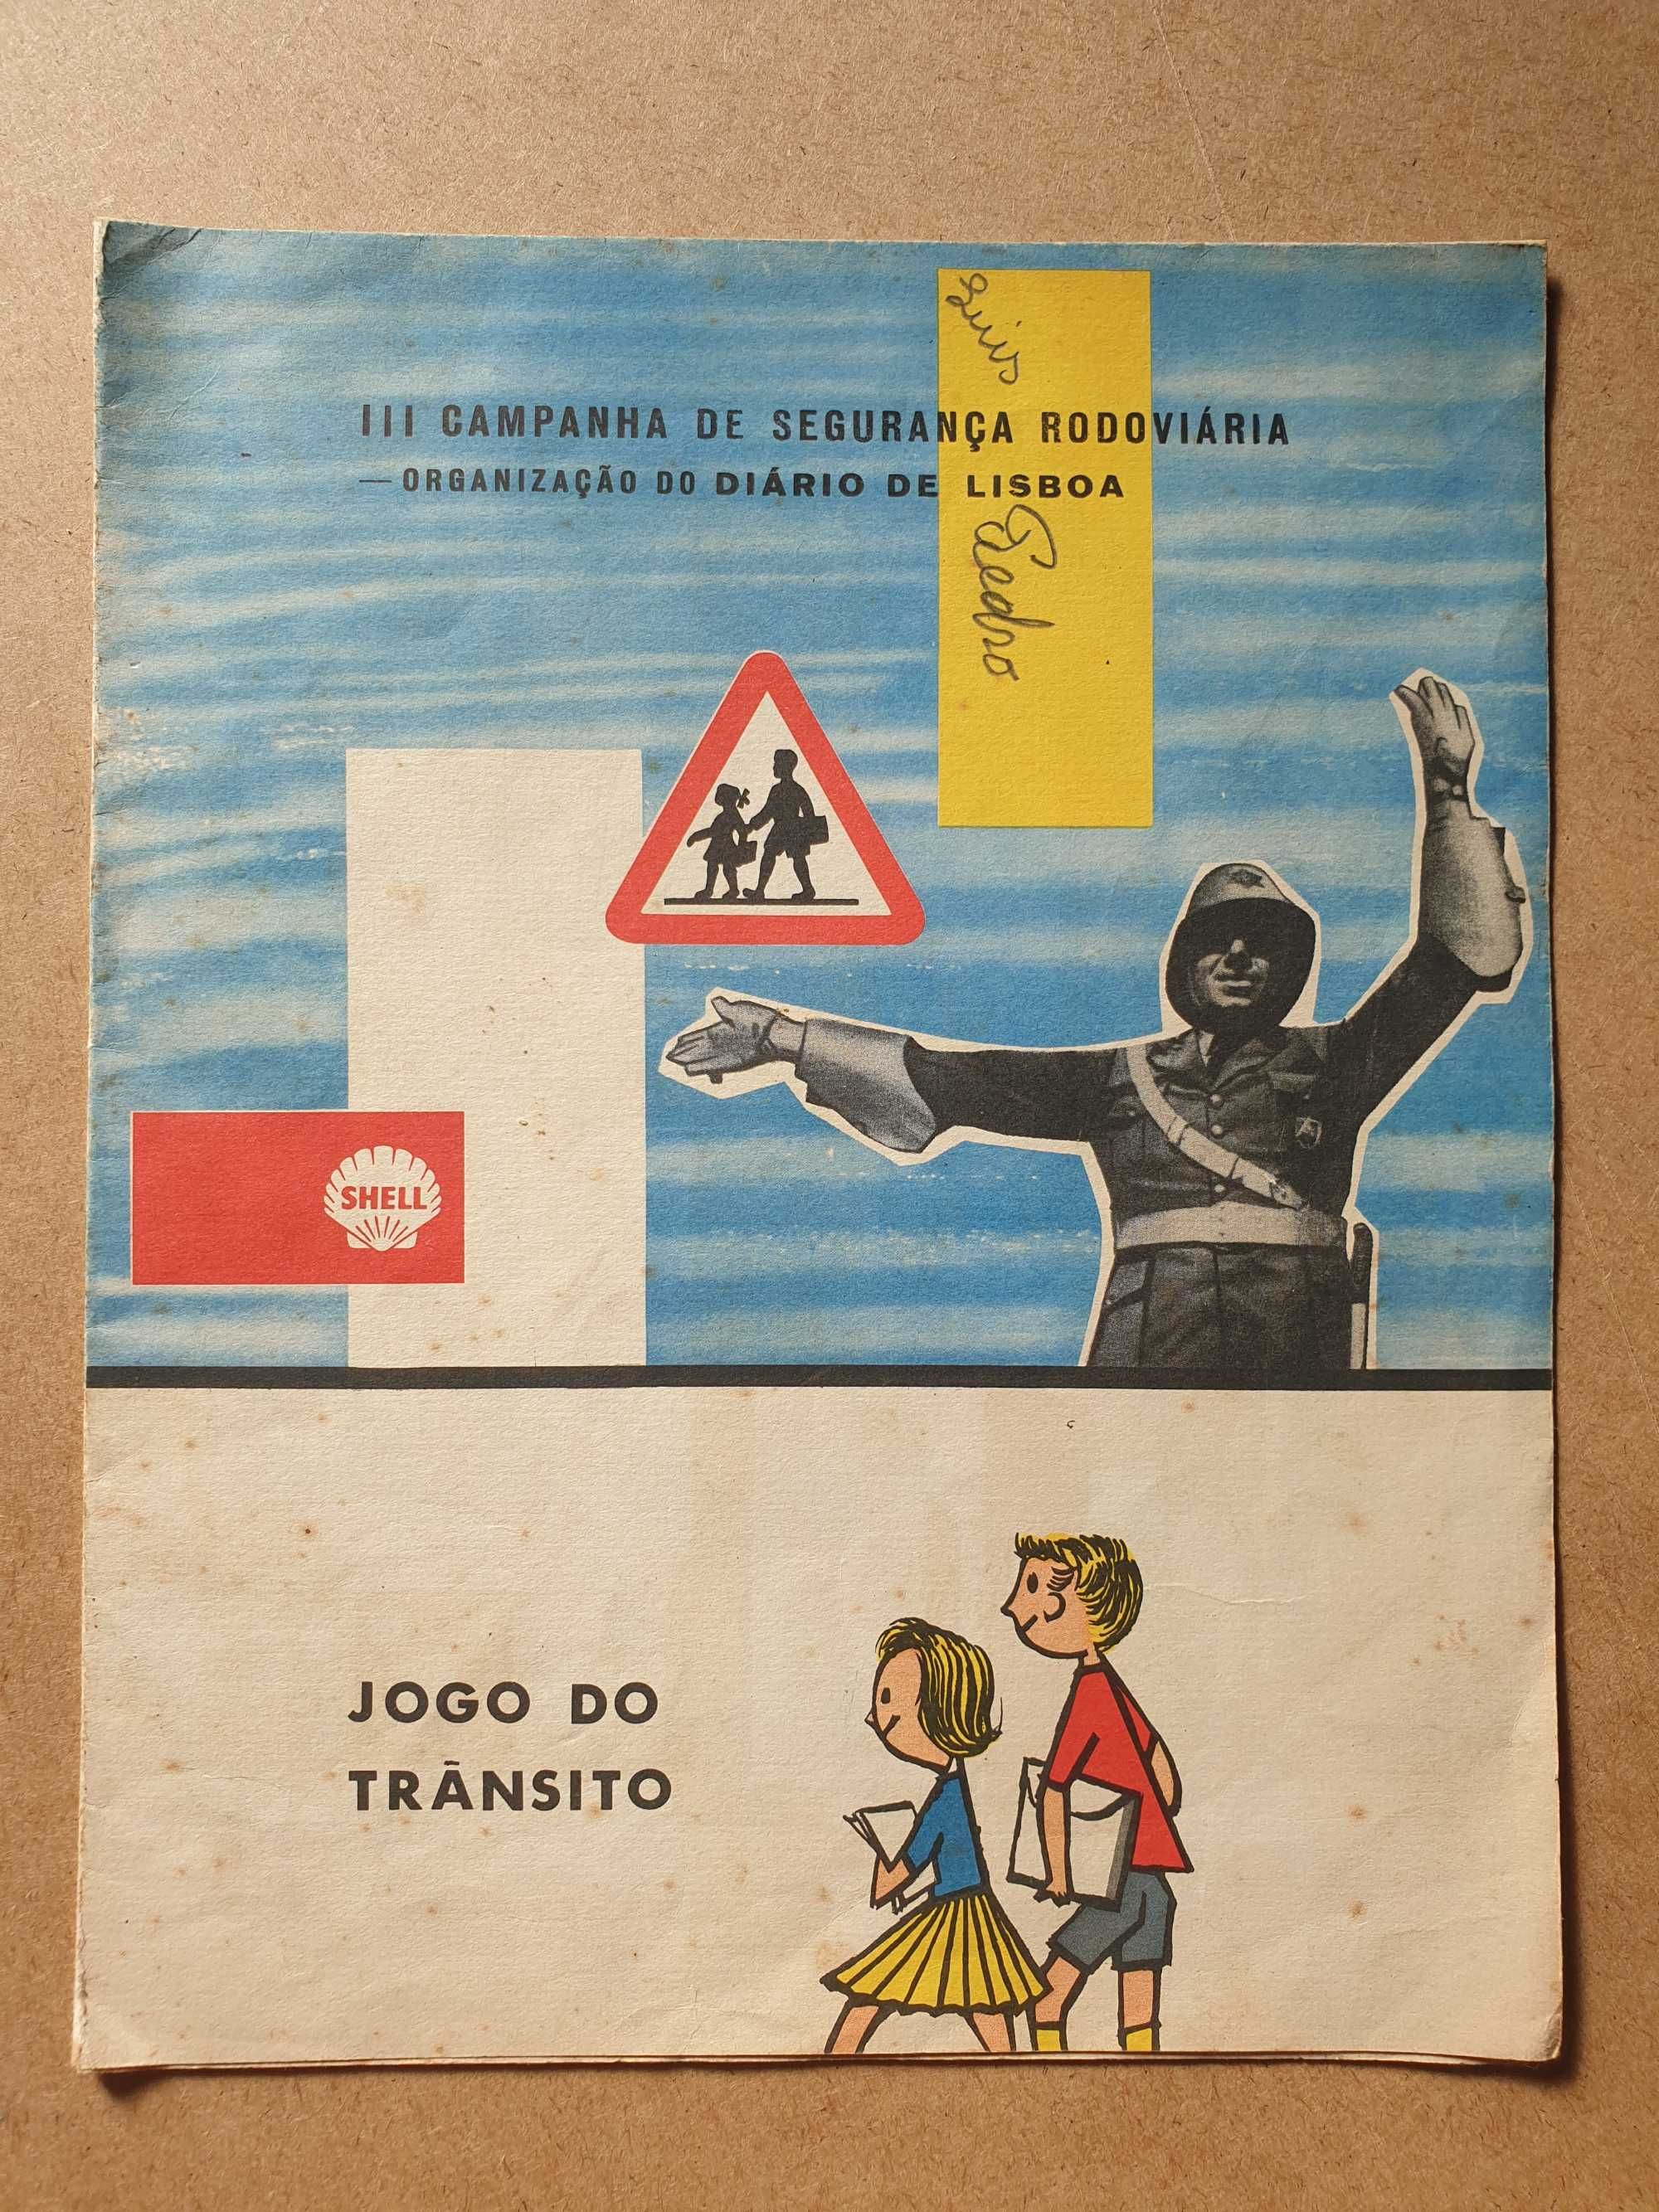 Luis
III CAMPANHA DE SEGURANÇA RODOVIÁRIA
— ORGANIZAÇÃO DO DIÁRIO DE LISBOA
Pedro
SHELL
JOGO DO
TRÂNSITO